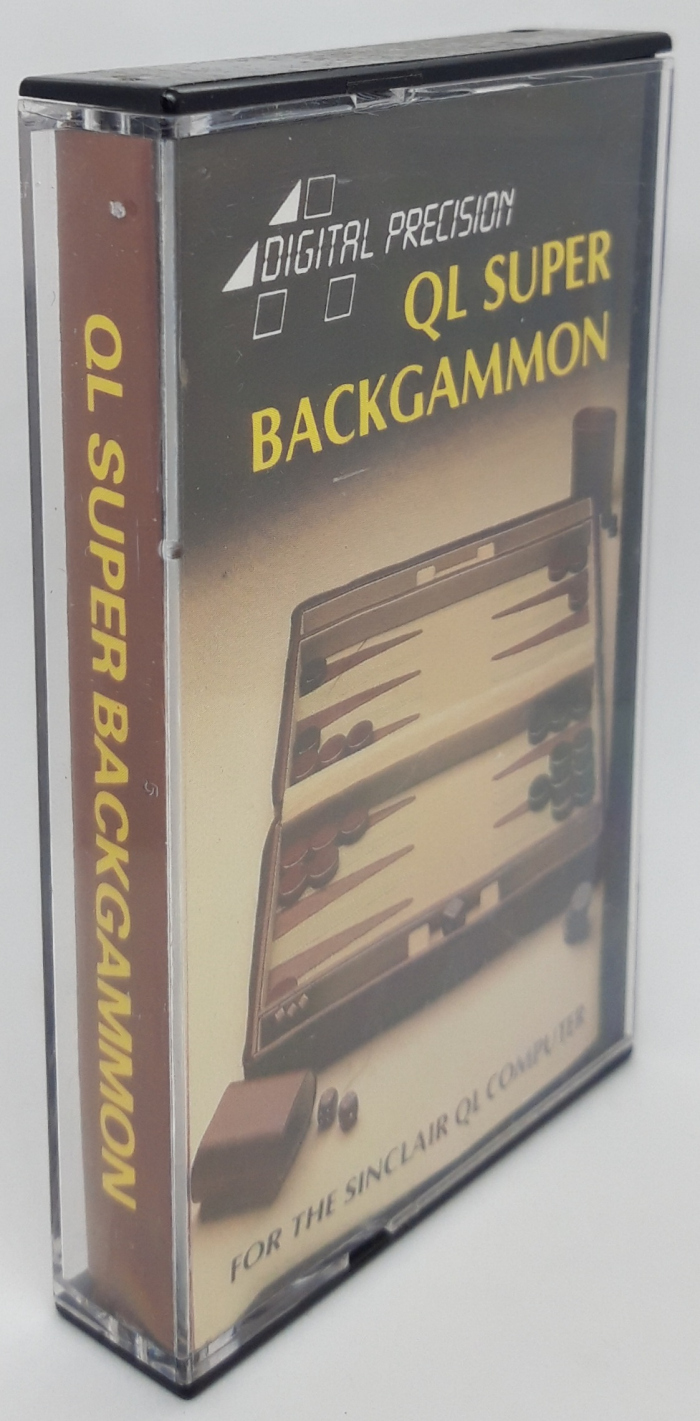 DIGITAL PRECISION
QL SUPER
BACKGAMMON
FOR THE SINCLAIR QL COMPUTER
QL SUPER BACKGAMMON